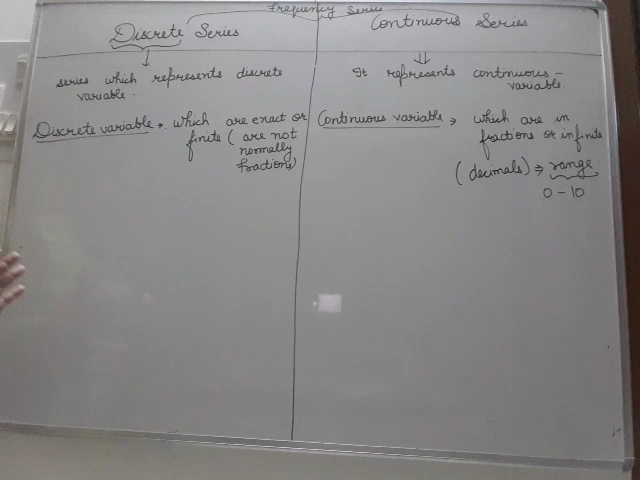 Frequency Series
Discrete Series
series which represents discrete
variable.
Discrete variable → which are exact or
finite (are not
normally
fractions)
Continuous Series
It represents continuous-
variable.
Continuous variable → which are in
fractions or infinite
(decimals) ⇒ range
0 - 10